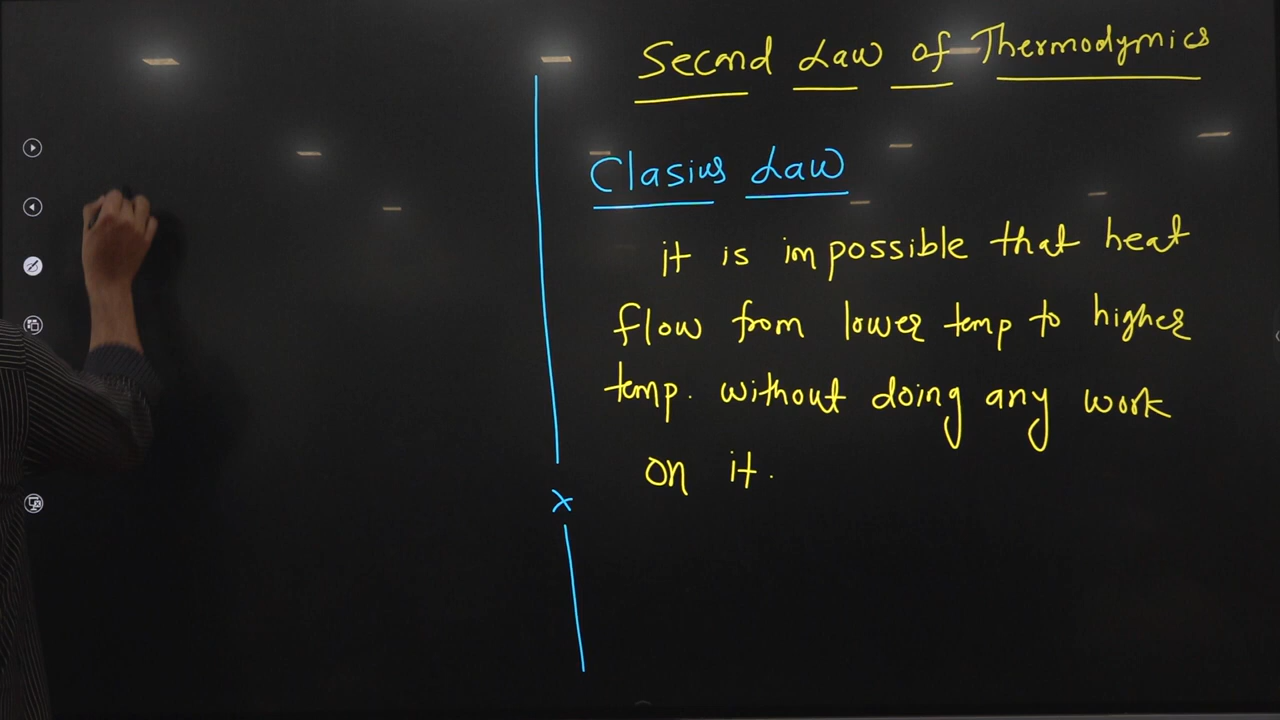 Second Law of Thermodymics
Clasius Law
it is impossible that heat
flow from lower temp to higher
temp. without doing any work
on it.
x